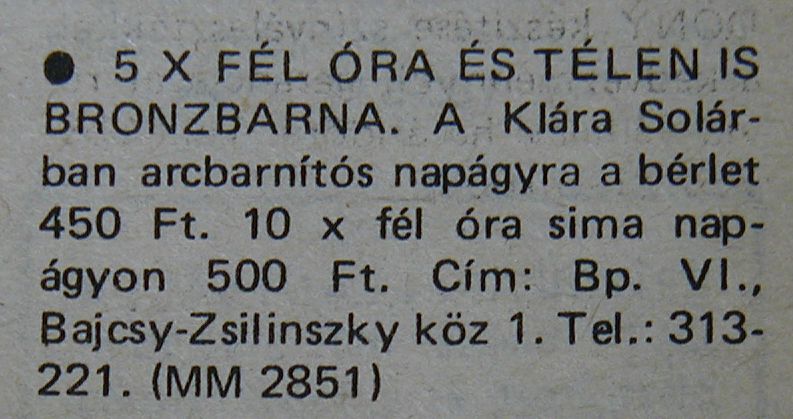 ● 5 X FÉL ÓRA ÉS TÉLEN IS
BRONZBARNA. A Klára Solár-
ban arcbarnítós napágyra a bérlet
450 Ft. 10 x fél óra sima nap-
ágyon 500 Ft. Cím: Bp. VI.,
Bajcsy-Zsilinszky köz 1. Tel.: 313-
221. (MM 2851)